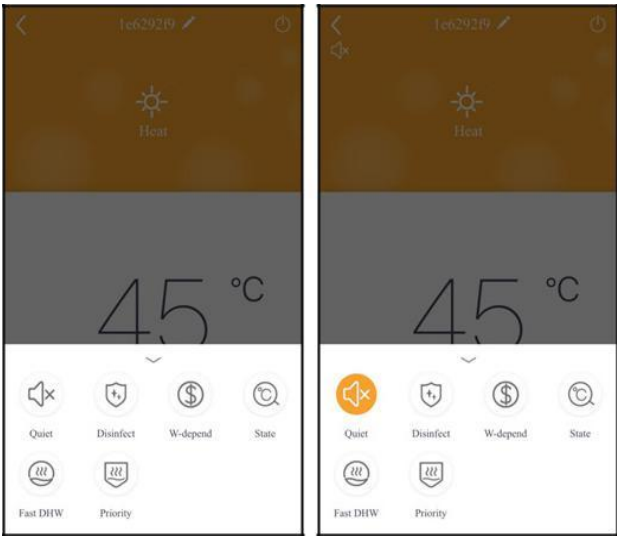 1e6292f9
Heat
45 °C
Quiet
Disinfect
W-depend
State
Fast DHW
Priority
1e6292f9
Heat
45 °C
Quiet
Disinfect
W-depend
State
Fast DHW
Priority